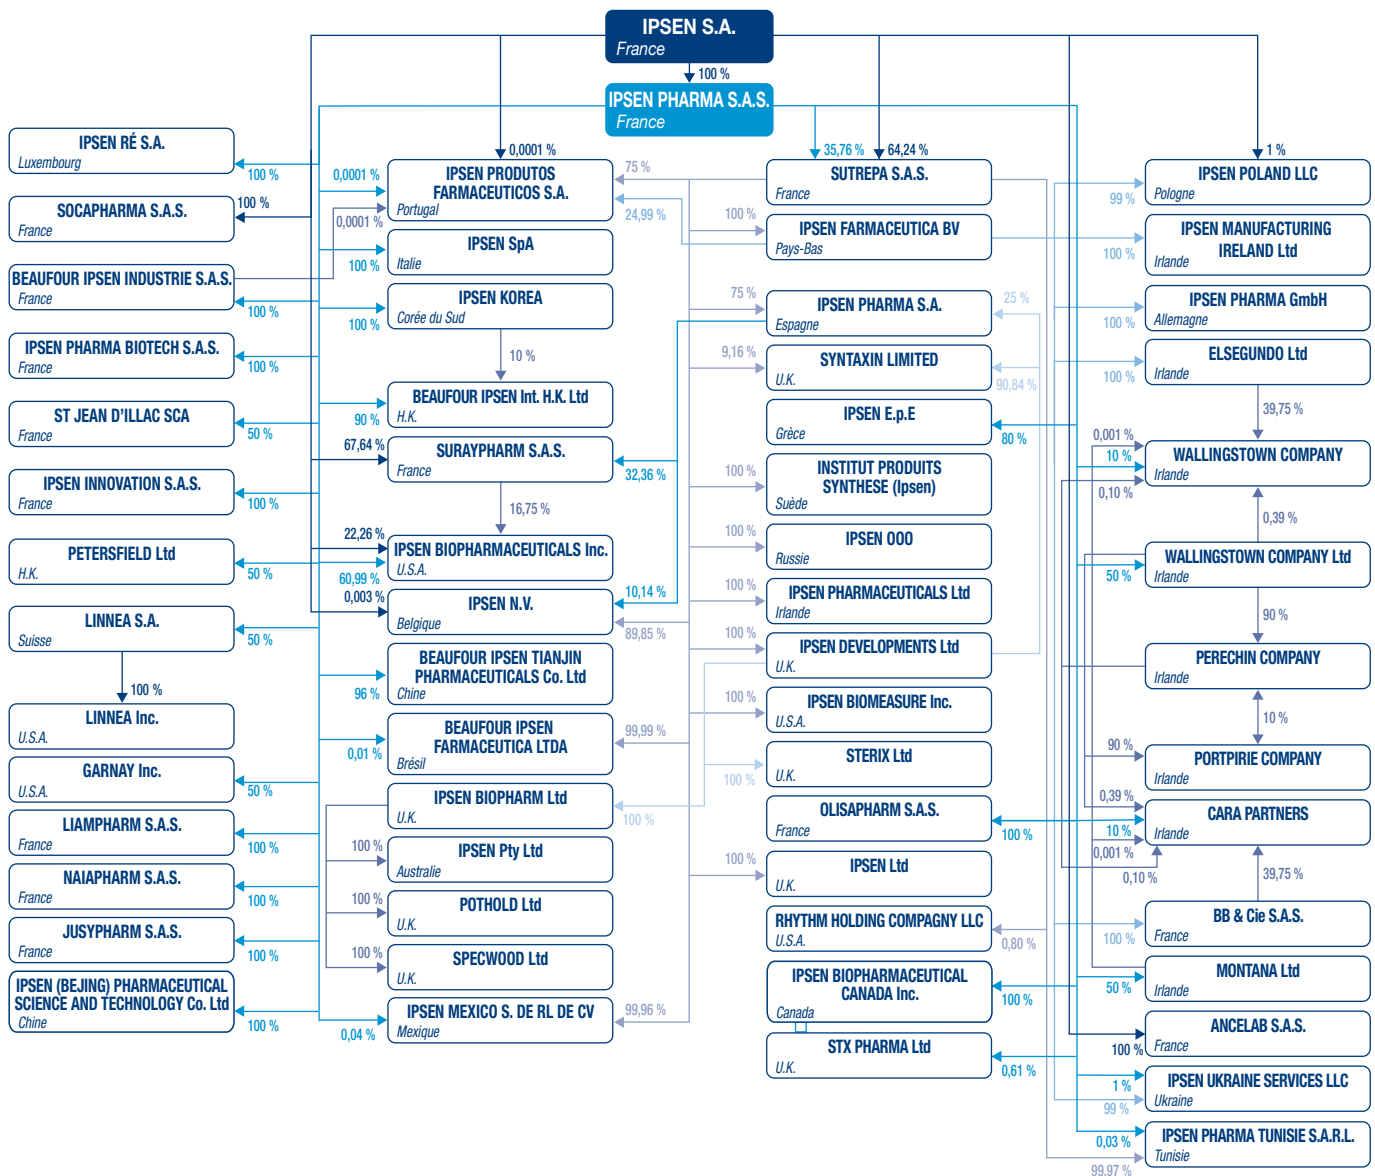 IPSEN S.A.
France
100 %
IPSEN PHARMA S.A.S.
France
IPSEN RÉ S.A.
Luxembourg
100 %
SOCAPHARMA S.A.S.
France
100 %
BEAUFOUR IPSEN INDUSTRIE S.A.S.
France
100 %
IPSEN PHARMA BIOTECH S.A.S.
France
100 %
ST JEAN D'ILLAC SCA
France
50 %
IPSEN INNOVATION S.A.S.
France
100 %
PETERSFIELD Ltd
H.K.
50 %
LINNEA S.A.
Suisse
50 %
100 %
LINNEA Inc.
U.S.A.
GARNAY Inc.
U.S.A.
50 %
LIAMPHARM S.A.S.
France
100 %
NAIAPHARM S.A.S.
France
100 %
JUSYPHARM S.A.S.
France
100 %
IPSEN (BEJING) PHARMACEUTICAL
SCIENCE AND TECHNOLOGY Co. Ltd
Chine
100 %
0,0001 %
0,0001 %
IPSEN PRODUTOS
FARMACEUTICOS S.A.
Portugal
0,0001 %
75 %
24,99 %
IPSEN SpA
Italie
100 %
IPSEN KOREA
Corée du Sud
100 %
10 %
BEAUFOUR IPSEN Int. H.K. Ltd
H.K.
90 %
67,64 %
SURAYPHARM S.A.S.
France
32,36 %
16,75 %
22,26 %
IPSEN BIOPHARMACEUTICALS Inc.
U.S.A.
60,99 %
0,003 %
IPSEN N.V.
Belgique
10,14 %
89,85 %
BEAUFOUR IPSEN TIANJIN
PHARMACEUTICALS Co. Ltd
Chine
96 %
BEAUFOUR IPSEN
FARMACEUTICA LTDA
Brésil
0,01 %
99,99 %
IPSEN BIOPHARM Ltd
U.K.
100 %
100 %
IPSEN Pty Ltd
Australie
100 %
POTHOLD Ltd
U.K.
100 %
SPECWOOD Ltd
U.K.
IPSEN MEXICO S. DE RL DE CV
Mexique
0,04 %
99,96 %
35,76 %
64,24 %
SUTREPA S.A.S.
France
100 %
IPSEN FARMACEUTICA BV
Pays-Bas
75 %
IPSEN PHARMA S.A.
Espagne
25 %
9,16 %
SYNTAXIN LIMITED
U.K.
90,84 %
IPSEN E.p.E
Grèce
80 %
100 %
INSTITUT PRODUITS
SYNTHESE (Ipsen)
Suède
100 %
IPSEN OOO
Russie
100 %
IPSEN PHARMACEUTICALS Ltd
Irlande
100 %
IPSEN DEVELOPMENTS Ltd
U.K.
100 %
IPSEN BIOMEASURE Inc.
U.S.A.
STERIX Ltd
U.K.
100 %
OLISAPHARM S.A.S.
France
100 %
100 %
IPSEN Ltd
U.K.
RHYTHM HOLDING COMPAGNY LLC
U.S.A.
0,80 %
IPSEN BIOPHARMACEUTICAL
CANADA Inc.
Canada
100 %
STX PHARMA Ltd
U.K.
0,61 %
1 %
IPSEN POLAND LLC
Pologne
99 %
IPSEN MANUFACTURING
IRELAND Ltd
Irlande
100 %
IPSEN PHARMA GmbH
Allemagne
100 %
ELSEGUNDO Ltd
Irlande
100 %
39,75 %
0,001 %
10 %
0,10 %
WALLINGSTOWN COMPANY
Irlande
0,39 %
WALLINGSTOWN COMPANY Ltd
Irlande
50 %
90 %
PERECHIN COMPANY
Irlande
10 %
90 %
PORTPIRIE COMPANY
Irlande
0,39 %
CARA PARTNERS
Irlande
10 %
0,001 %
0,10 %
39,75 %
BB & Cie S.A.S.
France
100 %
MONTANA Ltd
Irlande
50 %
ANCELAB S.A.S.
France
100 %
IPSEN UKRAINE SERVICES LLC
Ukraine
1 %
99 %
IPSEN PHARMA TUNISIE S.A.R.L.
Tunisie
0,03 %
99,97 %